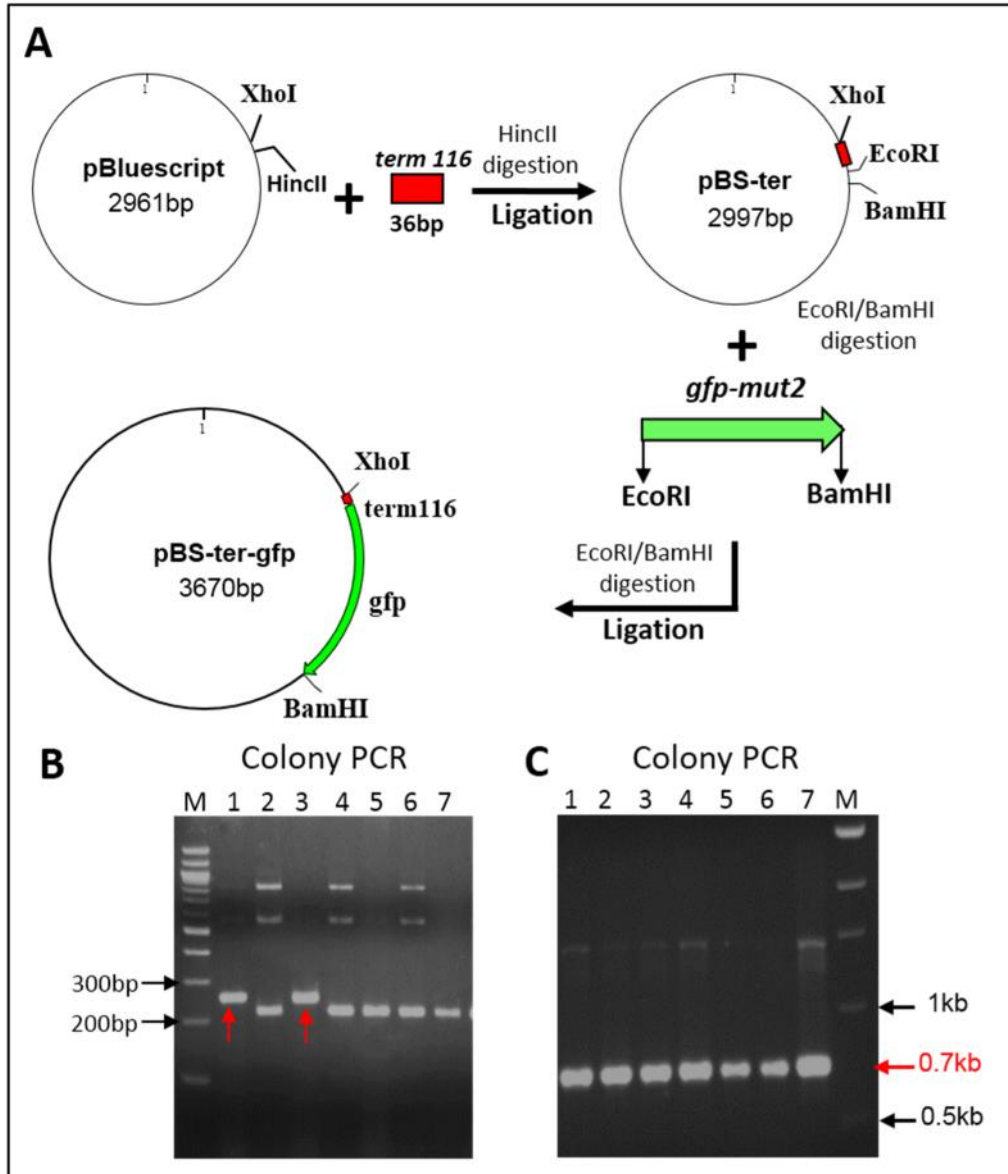 A
XhoI
pBluescript
2961bp
HincII
+
term 116
36bp
HincII
digestion
Ligation
XhoI
EcoRI
pBS-ter
2997bp
BamHI
EcoRI/BamHI
digestion
+
gfp-mut2
EcoRI
BamHI
1
XhoI
term116
pBS-ter-gfp
3670bp
gfp
BamHI
EcoRI/BamHI
digestion
Ligation
B
Colony PCR
M 1 2 3 4 5 6 7
300bp
200bp
C
Colony PCR
1 2 3 4 5 6 7 M
1kb
0.7kb
0.5kb